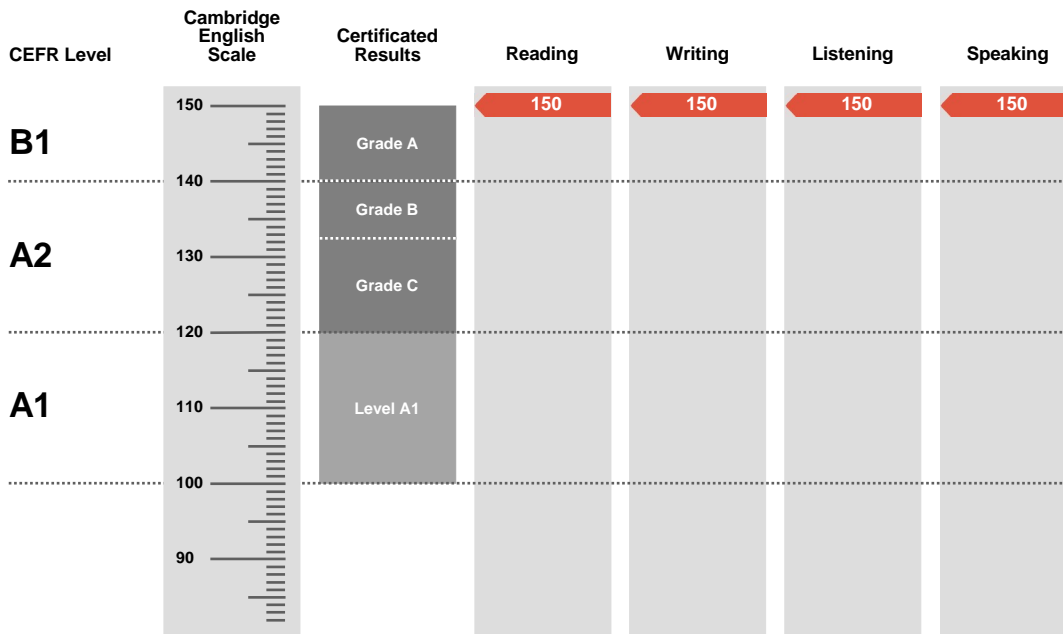 CEFR Level
Cambridge
English
Scale
Certificated
Results
Reading
Writing
Listening
Speaking
150
150
150
150
150
B1
Grade A
140
Grade B
A2
130
Grade C
120
A1
110
Level A1
100
90